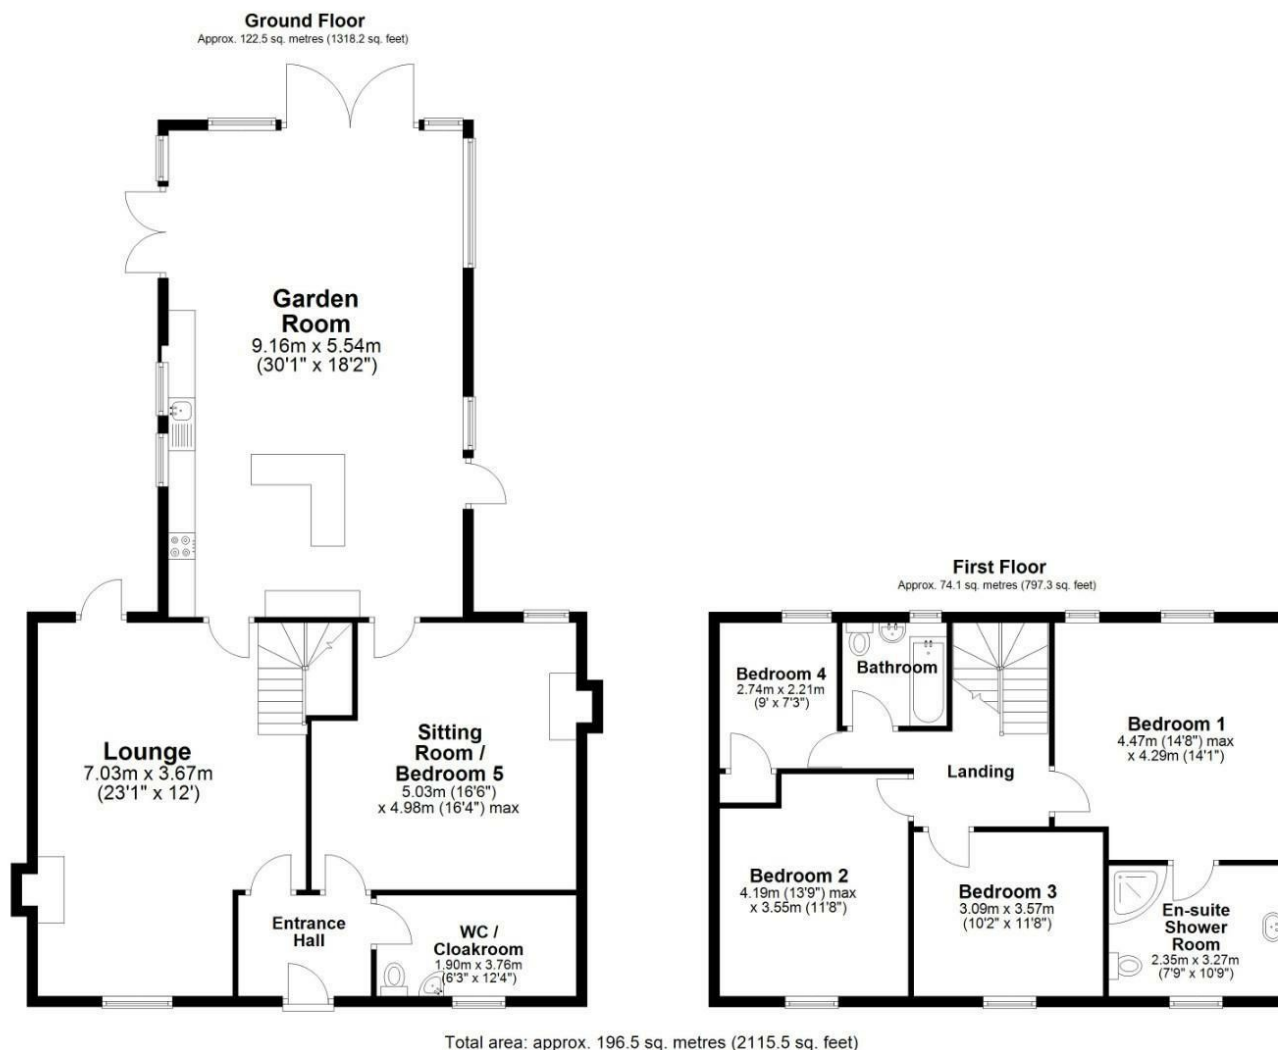 Ground Floor
Approx. 122.5 sq. metres (1318.2 sq. feet)
Garden
Room
9.16m x 5.54m
(30'1" x 18'2")
Lounge
7.03m x 3.67m
(23'1" x 12')
Sitting
Room /
Bedroom 5
5.03m (16'6")
x 4.98m (16'4") max
Entrance
Hall
WC /
Cloakroom
1.90m x 3.76m
(6'3" x 12'4")
First Floor
Approx. 74.1 sq. metres (797.3 sq. feet)
Bedroom 4
2.74m x 2.21m
(9' x 7'3")
Bathroom
Bedroom 1
4.47m (14'8") max
x 4.29m (14'1")
Landing
Bedroom 2
4.19m (13'9") max
x 3.55m (11'8")
Bedroom 3
3.09m x 3.57m
(10'2" x 11'8")
En-suite
Shower
Room
2.35m x 3.27m
(7'9" x 10'9")
Total area: approx. 196.5 sq. metres (2115.5 sq. feet)